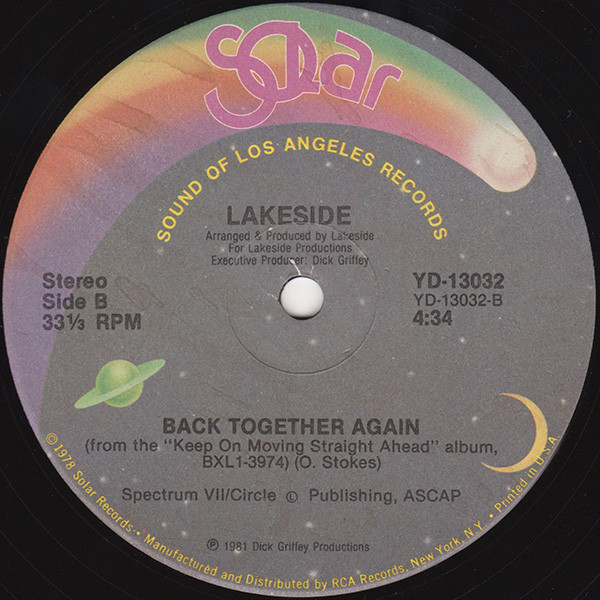 SOLAR
SOUND OF LOS ANGELES RECORDS
LAKESIDE
Arranged & Produced by Lakeside
For Lakeside Productions
Executive Producer: Dick Griffey
Stereo
Side B
33⅓ RPM
YD-13032
YD-13032-B
4:34
BACK TOGETHER AGAIN
(from the "Keep On Moving Straight Ahead" album,
BXL1-3974) (O. Stokes)
Spectrum VII/Circle © Publishing, ASCAP
℗ 1981 Dick Griffey Productions
© 1978 Solar Records • Manufactured and Distributed by RCA Records, New York, N.Y. • Printed in U.S.A.